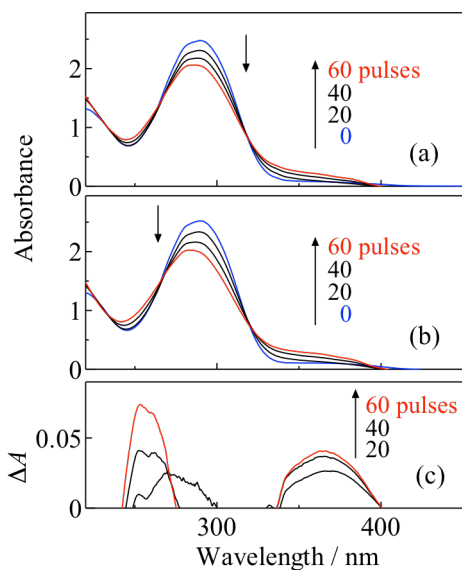 2
60 pulses
40
20
1
0
(a)
0
Absorbance
2
60 pulses
40
20
1
0
(b)
0
(c)
60 pulses
40
20
0.05
ΔA
0
300
400
Wavelength / nm